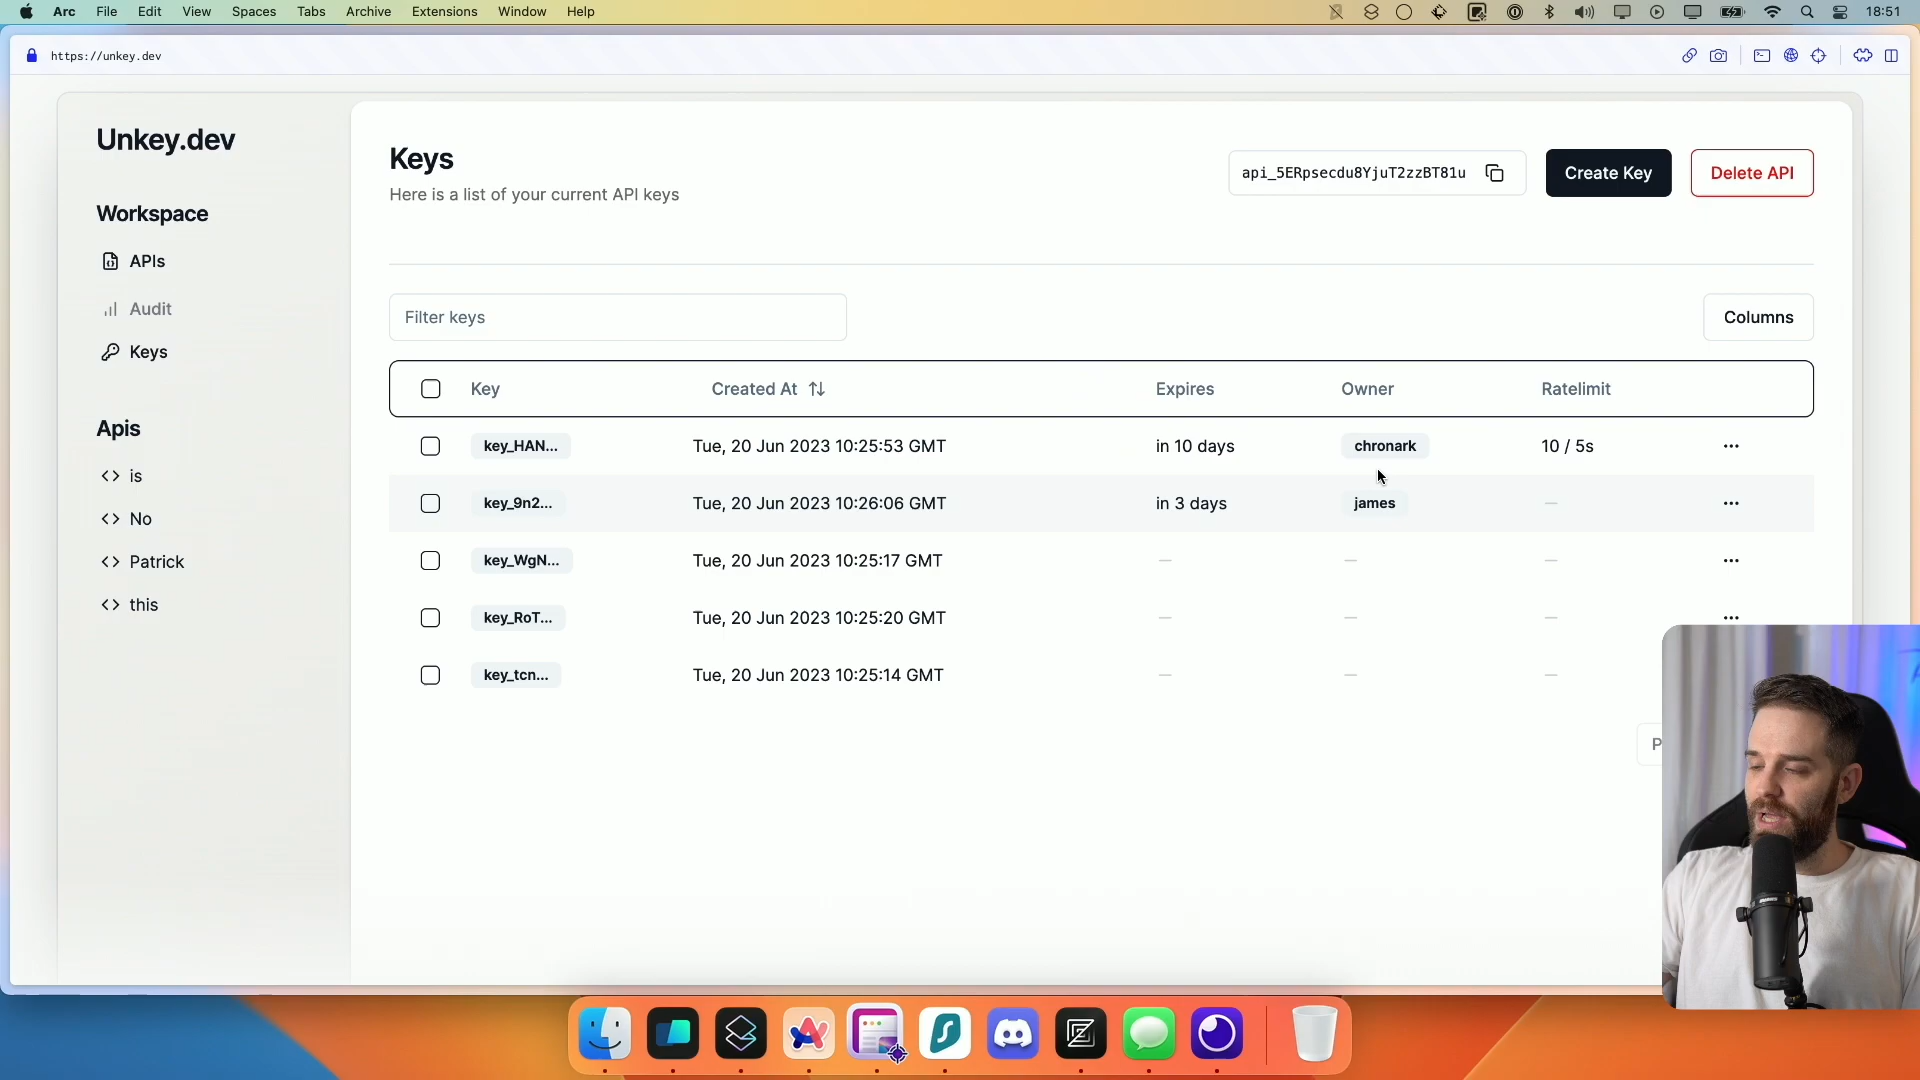 Arc File Edit View Spaces Tabs Archive Extensions Window Help 18:51
https://unkey.dev
Unkey.dev
Workspace
APIs
Audit
Keys
Apis
<> is
<> No
<> Patrick
<> this
Keys
Here is a list of your current API keys
api_5ERpsecdu8YjuT2zzBT81u Create Key Delete API
Filter keys Columns
Key Created At Expires Owner Ratelimit
key_HAN... Tue, 20 Jun 2023 10:25:53 GMT in 10 days chronark 10 / 5s ...
key_9n2... Tue, 20 Jun 2023 10:26:06 GMT in 3 days james — ...
key_WgN... Tue, 20 Jun 2023 10:25:17 GMT — — — ...
key_RoT... Tue, 20 Jun 2023 10:25:20 GMT — — — ...
key_tcn... Tue, 20 Jun 2023 10:25:14 GMT — — —